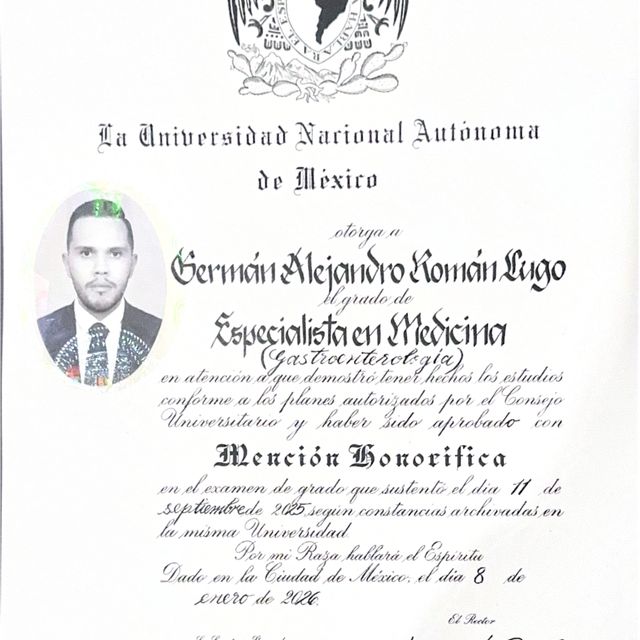 La Universidad Nacional Autónoma
de México
otorga a
Germán Alejandro Román Lugo
el grado de
Especialista en Medicina
(Gastroenterología)
en atención a que demostró tener hechos los estudios
conforme a los planes autorizados por el Consejo
Universitario y haber sido aprobado con
Mención Honorífica
en el examen de grado que sustentó el día 11 de
septiembre de 2025, según constancias archivadas en
la misma Universidad
Por mi Raza hablará el Espíritu
Dado en la Ciudad de México, el día 8 de
enero de 2026.
El Rector